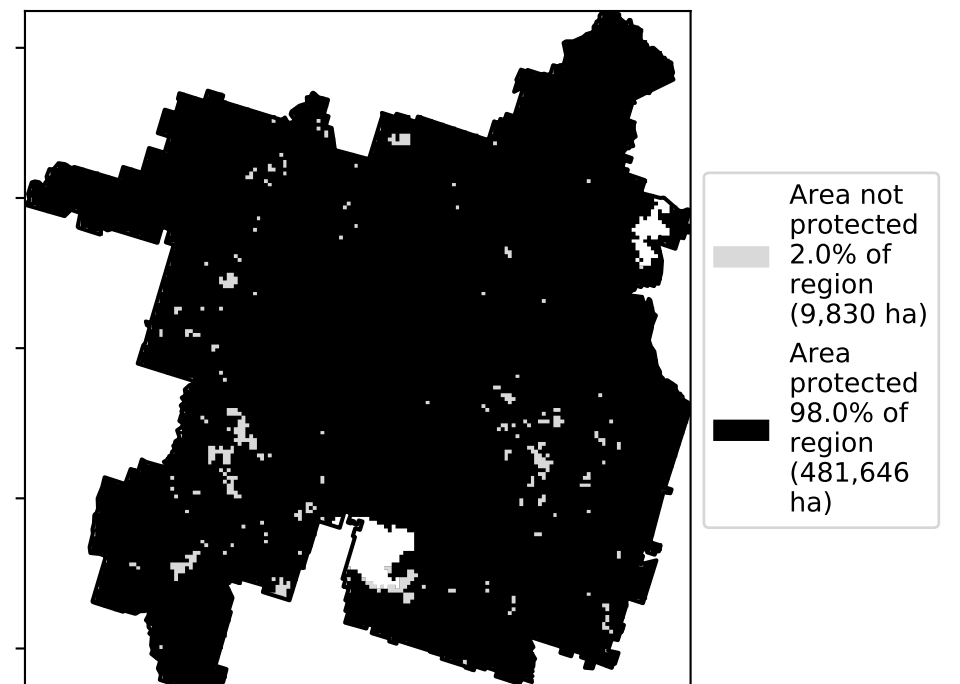 Area not
protected
2.0% of
region
(9,830 ha)
Area
protected
98.0% of
region
(481,646
ha)